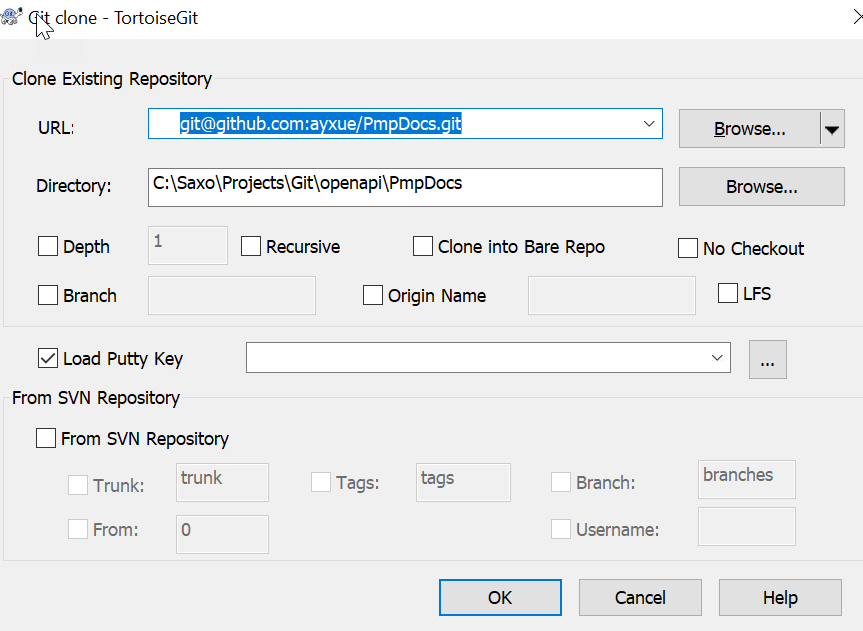 Git clone - TortoiseGit
Clone Existing Repository
URL: git@github.com:ayxue/PmpDocs.git Browse...
Directory: C:\Saxo\Projects\Git\openapi\PmpDocs Browse...
Depth 1 Recursive Clone into Bare Repo No Checkout
Branch Origin Name LFS
Load Putty Key ...
From SVN Repository
From SVN Repository
Trunk: trunk Tags: tags Branch: branches
From: 0 Username:
OK Cancel Help